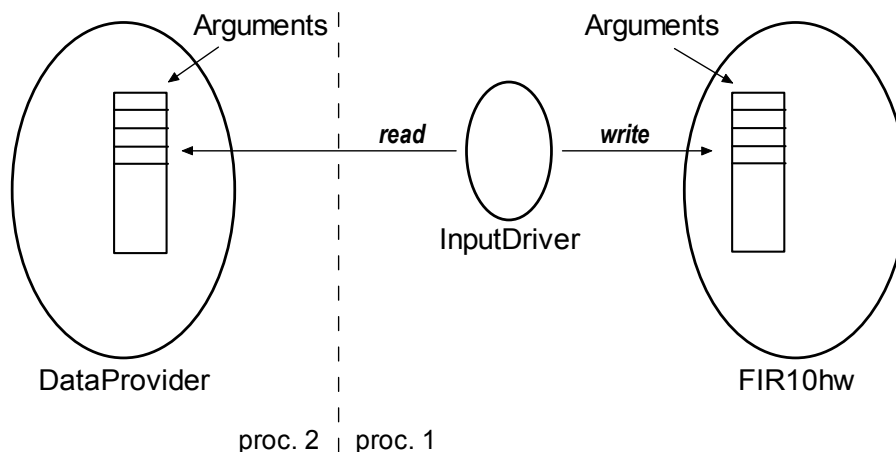 Arguments
Arguments
read
write
InputDriver
DataProvider
FIR10hw
proc. 2
proc. 1